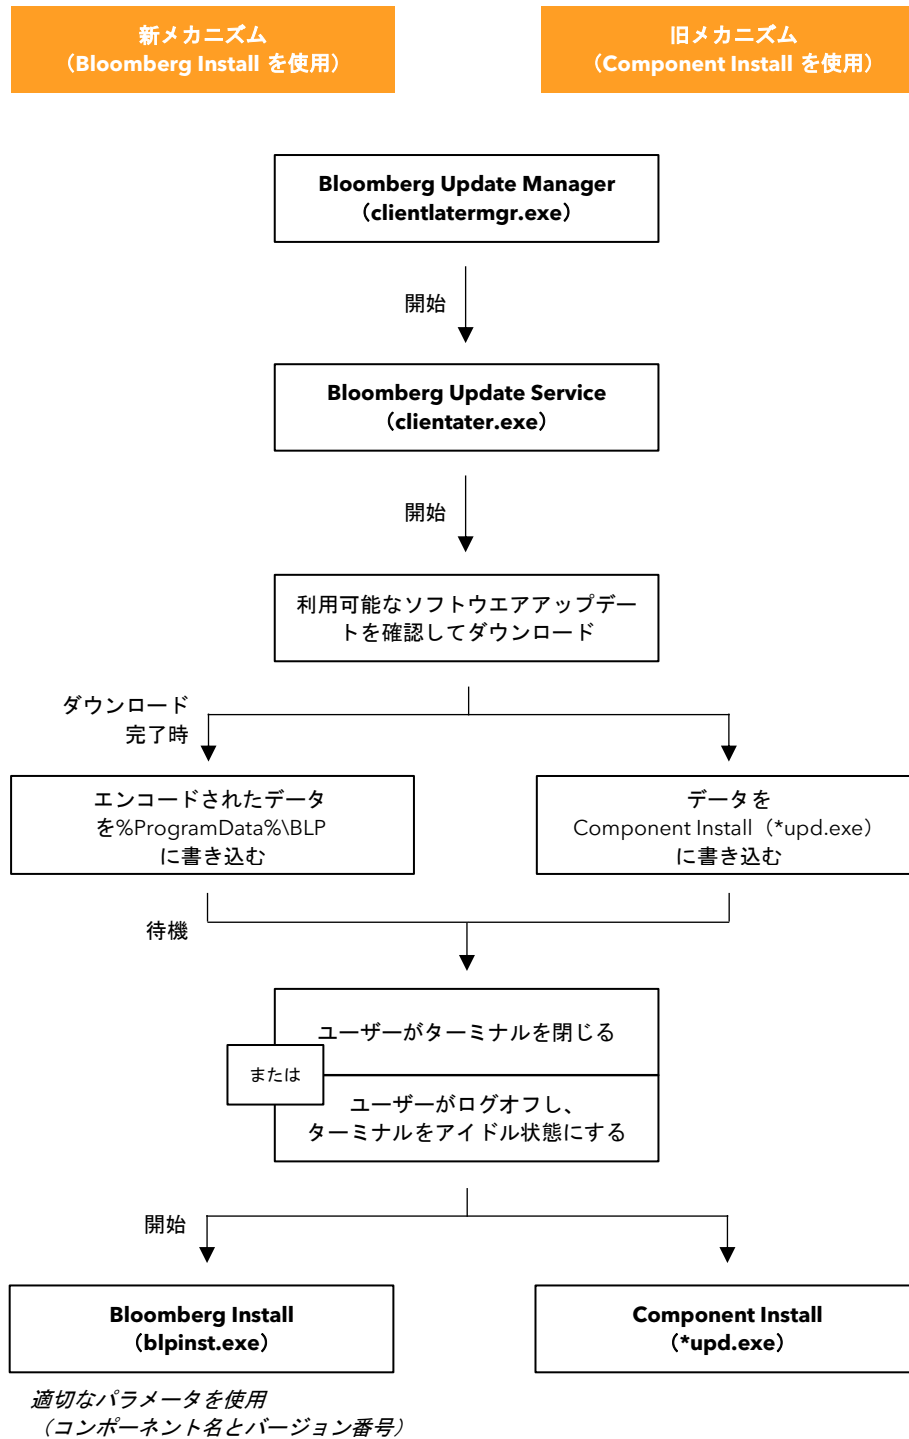 新メカニズム
（Bloomberg Install を使用）
旧メカニズム
（Component Install を使用）
Bloomberg Update Manager
（clientlatermgr.exe）
開始
Bloomberg Update Service
（clientater.exe）
開始
利用可能なソフトウエアアップデー
トを確認してダウンロード
ダウンロード
完了時
エンコードされたデータ
を%ProgramData%\BLP
に書き込む
データを
Component Install（*upd.exe）
に書き込む
待機
ユーザーがターミナルを閉じる
または
ユーザーがログオフし、
ターミナルをアイドル状態にする
開始
Bloomberg Install
（blpinst.exe）
Component Install
（*upd.exe）
適切なパラメータを使用
（コンポーネント名とバージョン番号）